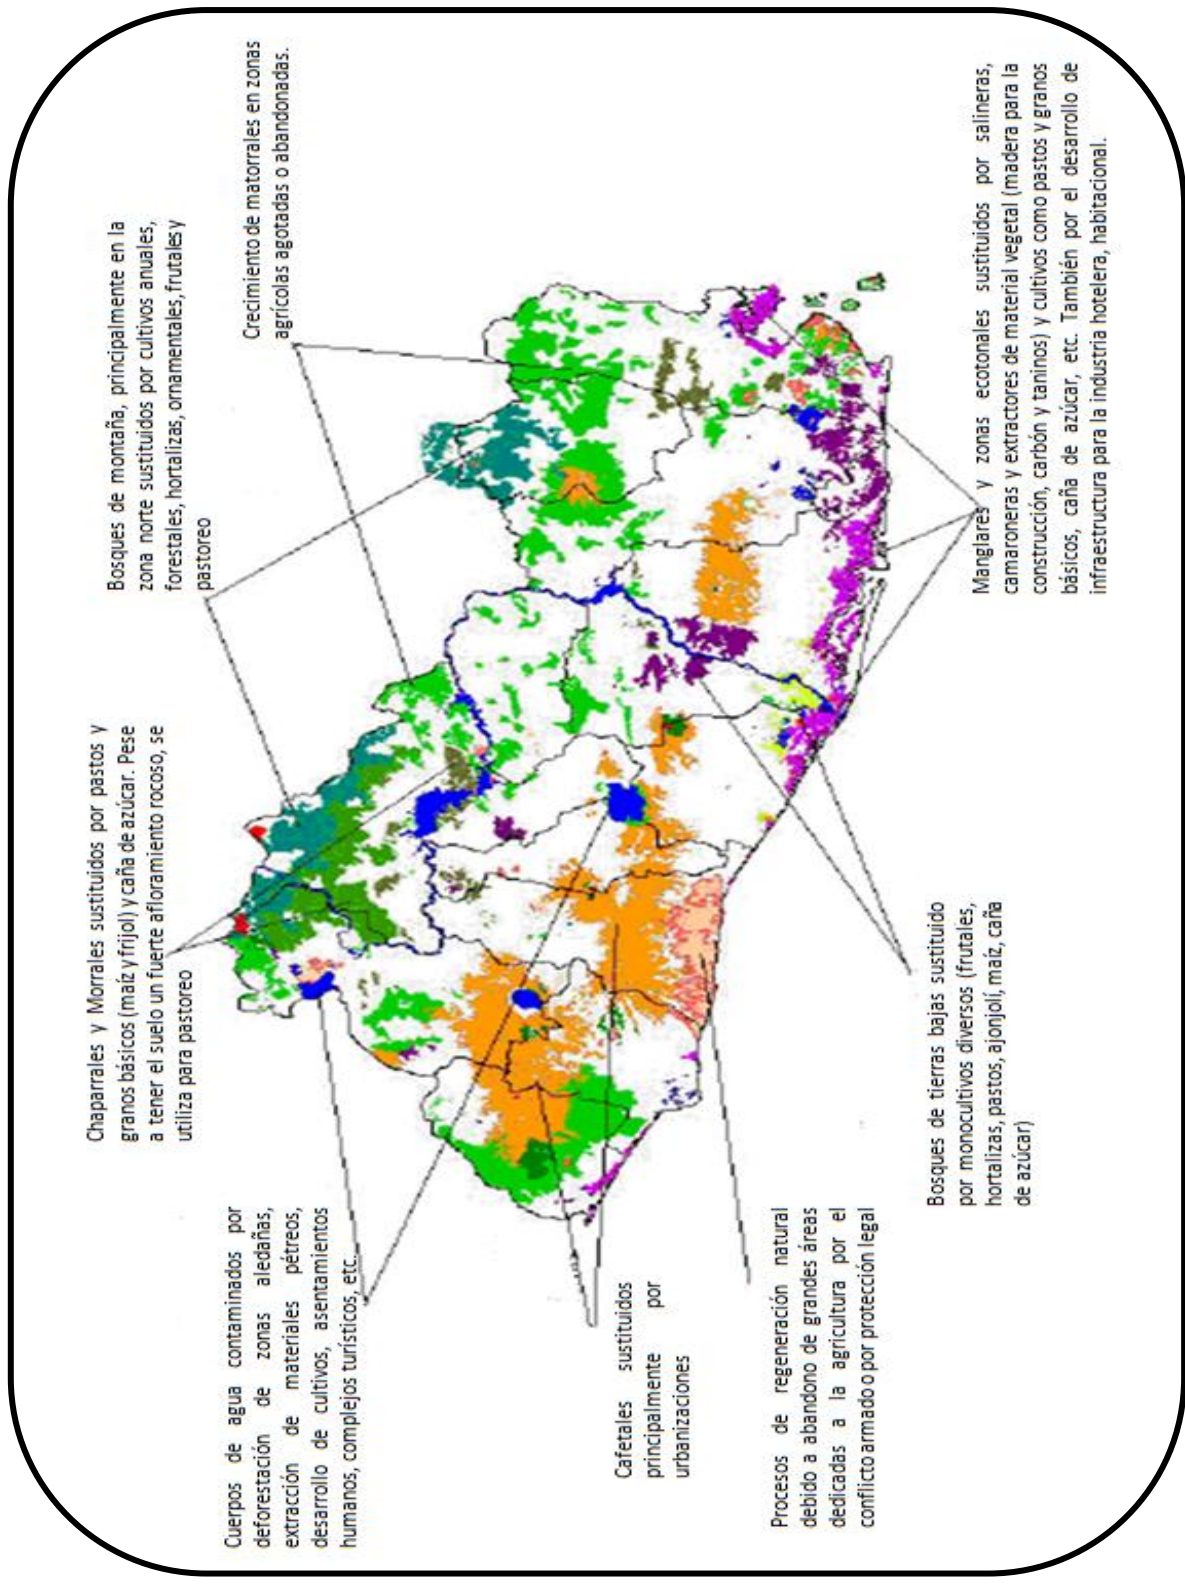 Cuerpos de agua contaminados por
deforestación de zonas aledañas,
extracción de materiales pétreos,
desarrollo de cultivos, asentamientos
humanos, complejos turísticos, etc.
Chaparrales y Morrales sustituidos por pastos y
granos básicos (maíz y frijol) y caña de azúcar. Pese
a tener el suelo un fuerte afloramiento rocoso, se
utiliza para pastoreo
Bosques de montaña, principalmente en la
zona norte sustituidos por cultivos anuales,
forestales, hortalizas, ornamentales, frutales y
pastoreo
Crecimiento de matorrales en zonas
agrícolas agotadas o abandonadas.
Cafetales sustituidos
principalmente por
urbanizaciones
Procesos de regeneración natural
debido a abandono de grandes áreas
dedicadas a la agricultura por el
conflicto armado o por protección legal
Bosques de tierras bajas sustituido
por monocultivos diversos (frutales,
hortalizas, pastos, ajonjolí, maíz, caña
de azúcar)
Manglares y zonas ecotonales sustituidos por salineras,
camaroneras y extractores de material vegetal (madera para la
construcción, carbón y taninos) y cultivos como pastos y granos
básicos, caña de azúcar, etc. También por el desarrollo de
infraestructura para la industria hotelera, habitacional.